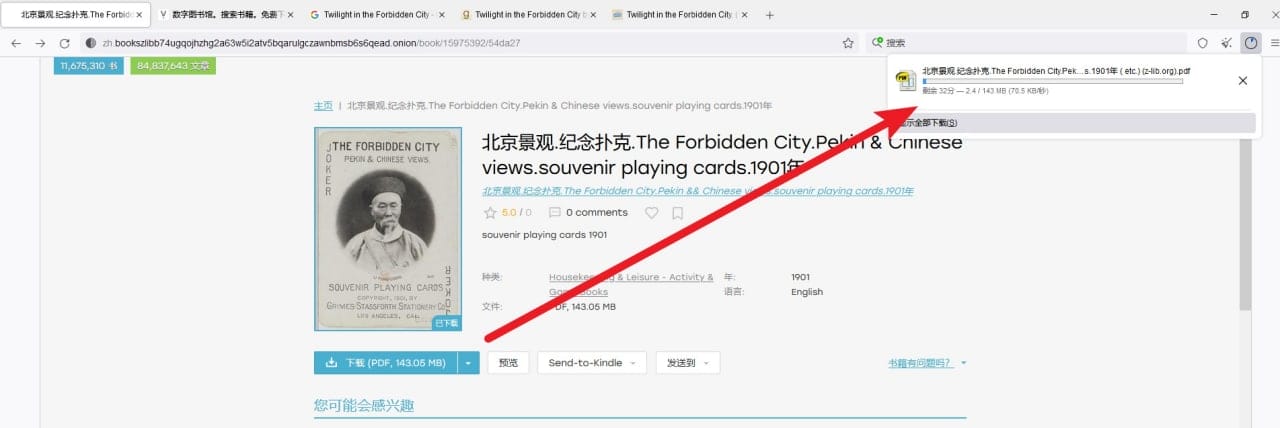 北京景观.纪念扑克.The Forbidd
数字图书馆。搜索书籍。免费下
Twilight in the Forbidden City -
Twilight in the Forbidden City b
Twilight in the Forbidden City. (
zh.bookszlibb74ugqojhzhg2a63w5i2atv5bqarulgczawnbmsb6s6qead.onion/book/15975392/54da27
搜索
11,675,310 书
84,837,643 文章
北京景观.纪念扑克.The Forbidden City.Pek…s.1901年 ( etc.) (z-lib.org).pdf
剩余 32分 — 2.4 / 143 MB (70.5 KB/秒)
示全部下载(S)
主页 | 北京景观.纪念扑克.The Forbidden City.Pekin & Chinese views.souvenir playing cards.1901年
JOKER
THE FORBIDDEN CITY
PEKIN & CHINESE VIEWS.
SOUVENIR PLAYING CARDS
COPYRIGHT, 1901, BY
GRIMES-STASSFORTH STATIONERY CO.
LOS ANGELES, CAL.
JOKER
已下载
北京景观.纪念扑克.The Forbidden City.Pekin & Chinese
views.souvenir playing cards.1901年
北京景观.纪念扑克.The Forbidden City.Pekin && Chinese views.souvenir playing cards.1901年
5.0 / 0
0 comments
souvenir playing cards 1901
种类:
Housekeeping & Leisure - Activity &
Books
年:
1901
语言:
English
文件:
PDF, 143.05 MB
下载 (PDF, 143.05 MB)
预览
Send-to-Kindle
发送到
书籍有问题吗?
您可能会感兴趣